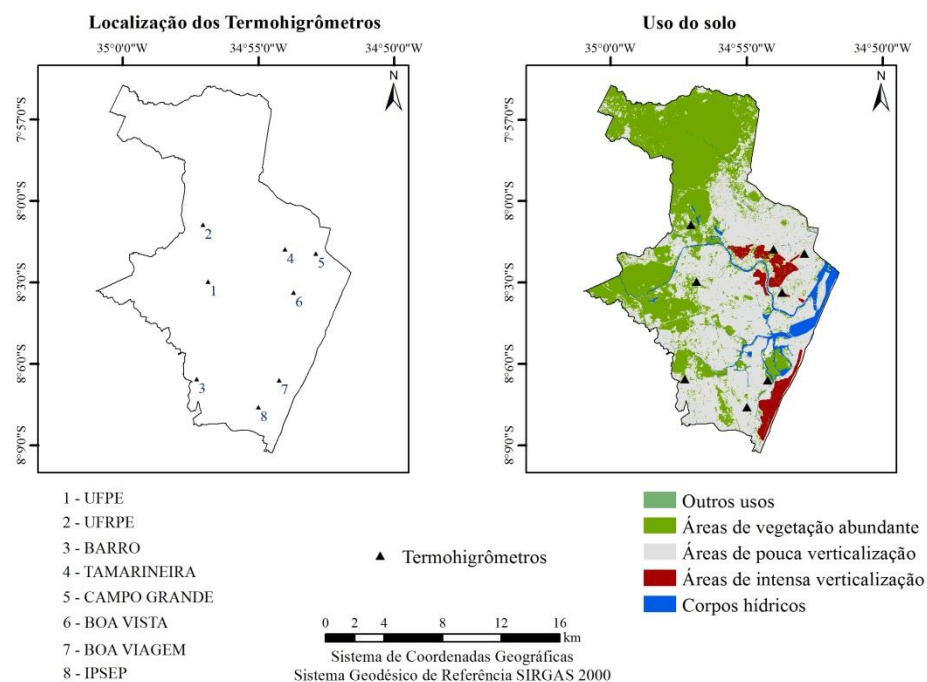 Localização dos Termohigrômetros
35°00'0"W
34°55'0"W
34°50'0"W
N
7°57'0"S
8°00'0"S
8°3'0"S
8°6'0"S
8°9'0"S
2
4
5
1
6
3
7
8
Uso do solo
35°00'0"W
34°55'0"W
34°50'0"W
N
7°57'0"S
8°00'0"S
8°3'0"S
8°6'0"S
8°9'0"S
1 - UFPE
2 - UFRPE
3 - BARRO
4 - TAMARINEIRA
5 - CAMPO GRANDE
6 - BOA VISTA
7 - BOA VIAGEM
8 - IPSEP
Termohigrômetros
0 2 4 8 12 16
km
Sistema de Coordenadas Geográficas
Sistema Geodésico de Referência SIRGAS 2000
Outros usos
Áreas de vegetação abundante
Áreas de pouca verticalização
Áreas de intensa verticalização
Corpos hídricos